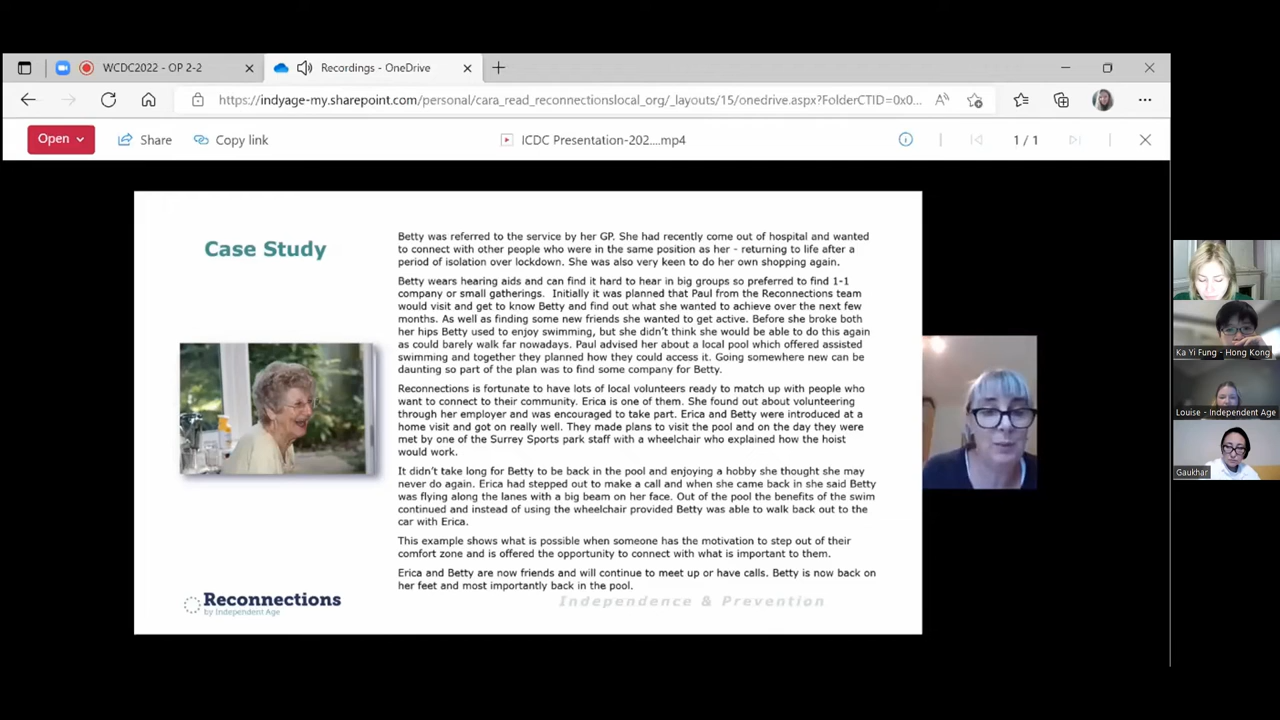 WCDC2022 - OP 2-2
Recordings - OneDrive
https://indyage-my.sharepoint.com/personal/cara_read_reconnectionslocal_org/_layouts/15/onedrive.aspx?FolderCTID=0x0...
Open
Share
Copy link
ICDC Presentation-202....mp4
1 / 1
Case Study
Betty was referred to the service by her GP. She had recently come out of hospital and wanted
to connect with other people who were in the same position as her - returning to life after a
period of isolation over lockdown. She was also very keen to do her own shopping again.
Betty wears hearing aids and can find it hard to hear in big groups so preferred to find 1-1
company or small gatherings. Initially it was planned that Paul from the Reconnections team
would visit and get to know Betty and find out what she wanted to achieve over the next few
months. As well as finding some new friends she wanted to get active. Before she broke both
her hips Betty used to enjoy swimming, but she didn't think she would be able to do this again
as could barely walk far nowadays. Paul advised her about a local pool which offered assisted
swimming and together they planned how they could access it. Going somewhere new can be
daunting so part of the plan was to find some company for Betty.
Reconnections is fortunate to have lots of local volunteers ready to match up with people who
want to connect to their community. Erica is one of them. She found out about volunteering
through her employer and was encouraged to take part. Erica and Betty were introduced at a
home visit and got on really well. They made plans to visit the pool and on the day they were
met by one of the Surrey Sports park staff with a wheelchair who explained how the hoist
would work.
It didn't take long for Betty to be back in the pool and enjoying a hobby she thought she may
never do again. Erica had stepped out to make a call and when she came back in she said Betty
was flying along the lanes with a big beam on her face. Out of the pool the benefits of the swim
continued and instead of using the wheelchair provided Betty was able to walk back out to the
car with Erica.
This example shows what is possible when someone has the motivation to step out of their
comfort zone and is offered the opportunity to connect with what is important to them.
Erica and Betty are now friends and will continue to meet up or have calls. Betty is now back on
her feet and most importantly back in the pool.
Reconnections
by Independent Age
Independence & Prevention
Ka Yi Fung - Hong Kong
Louise - Independent Age
Gaukhar